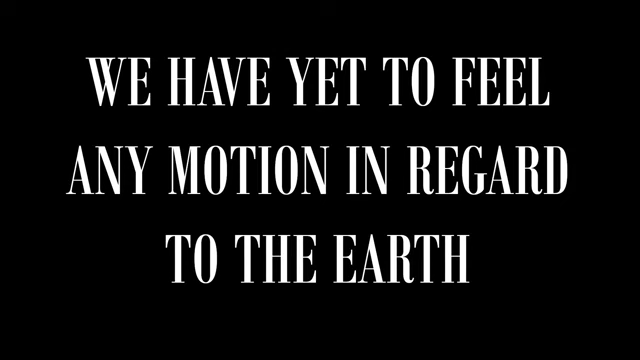 WE HAVE YET TO FEEL
ANY MOTION IN REGARD
TO THE EARTH